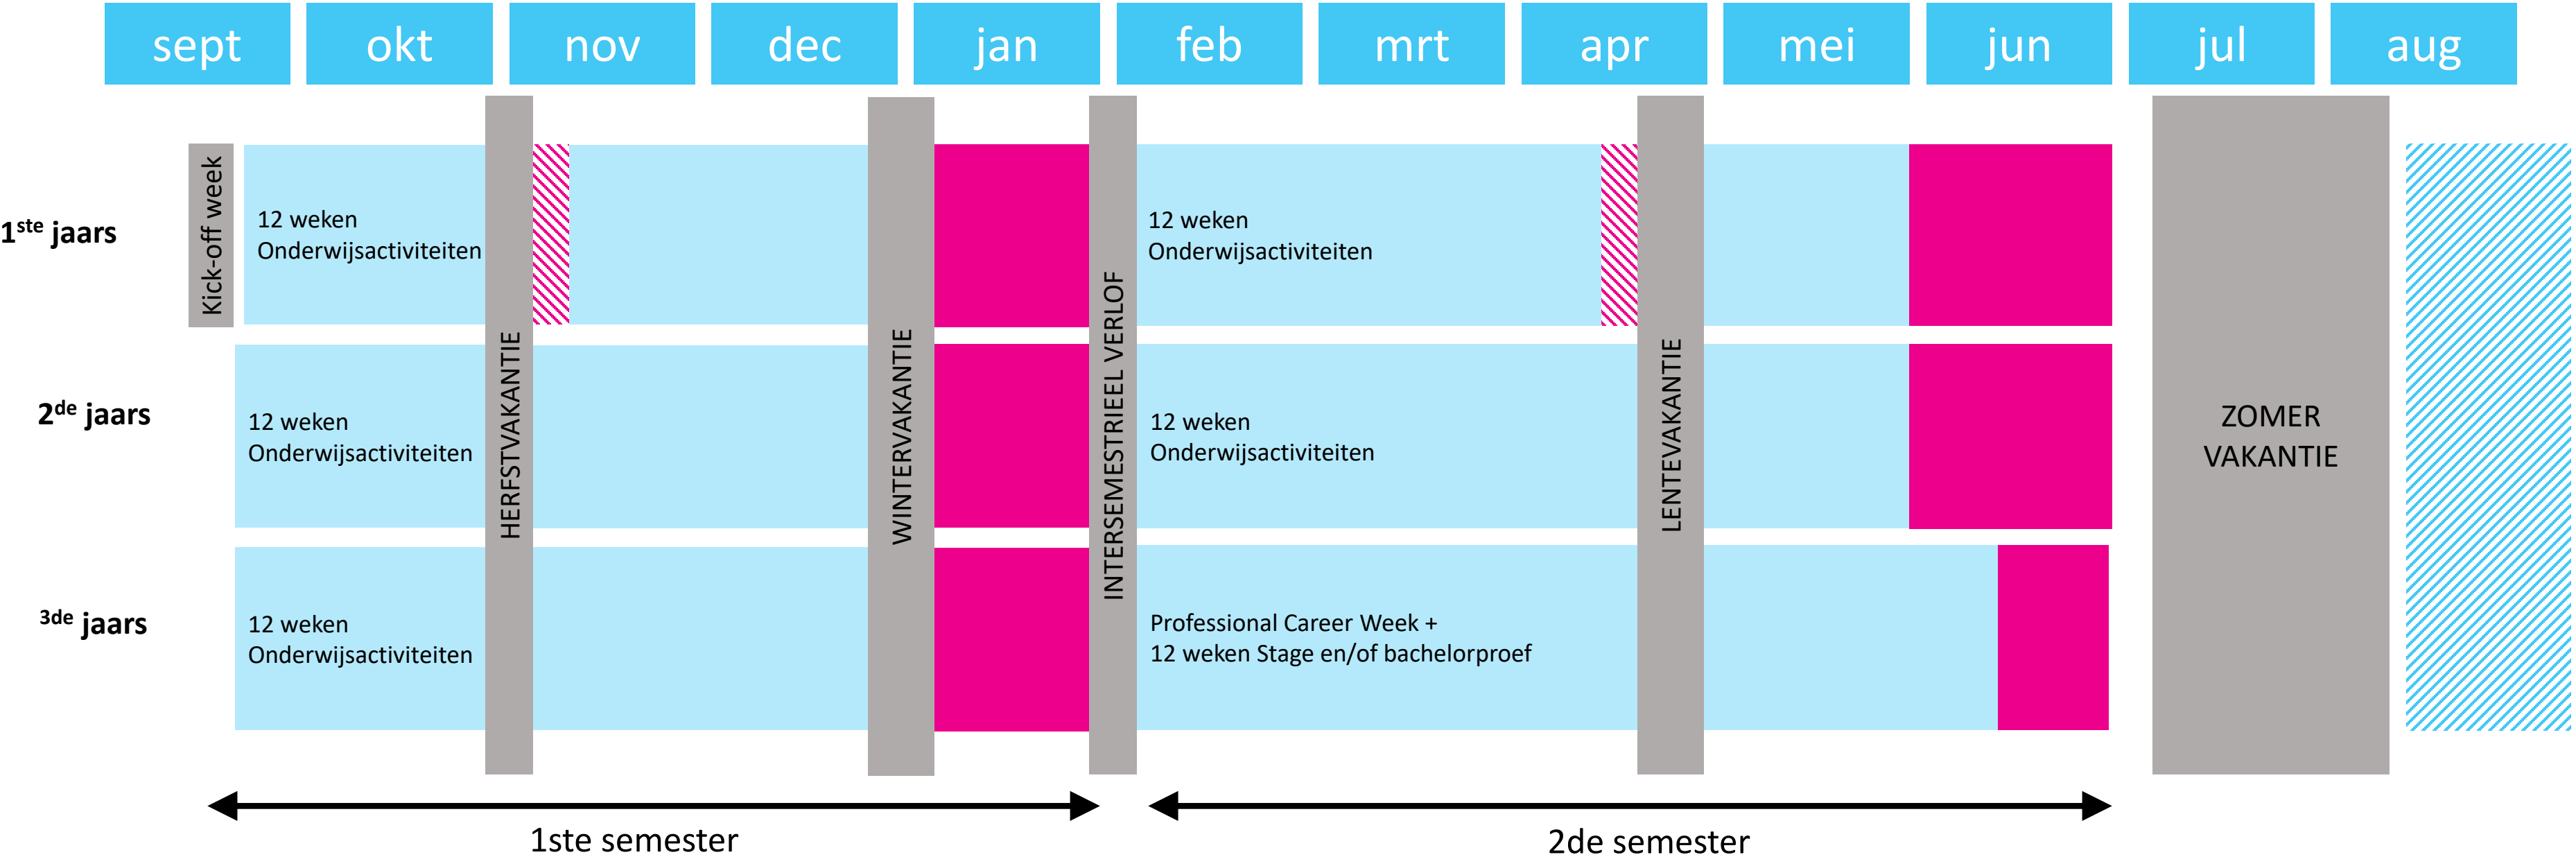 sept okt nov dec jan feb mrt apr mei jun jul aug
1ste jaars
Kick-off week
12 weken
Onderwijsactiviteiten
12 weken
Onderwijsactiviteiten
2de jaars
12 weken
Onderwijsactiviteiten
12 weken
Onderwijsactiviteiten
3de jaars
12 weken
Onderwijsactiviteiten
Professional Career Week +
12 weken Stage en/of bachelorproef
HERFSTVAKANTIE
WINTERVAKANTIE
INTERSEMESTRIEEL VERLOF
LENTEVAKANTIE
ZOMER
VAKANTIE
1ste semester
2de semester